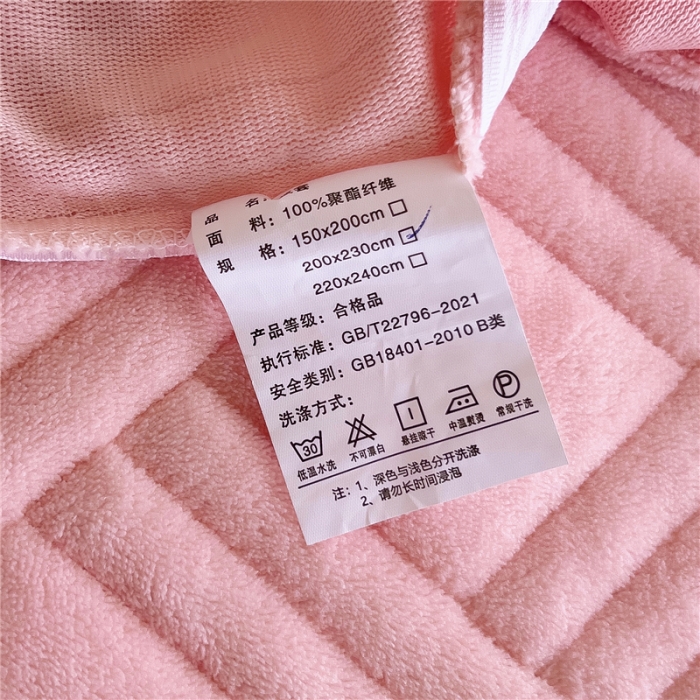 品 名:
面 料：100%聚酯纤维
规 格：150x200cm
200x230cm
220x240cm
产品等级：合格品
执行标准：GB/T22796-2021
安全类别：GB18401-2010 B类
洗涤方式：
30 P
低温水洗 不可漂白 悬挂晾干 中温熨烫 常规干洗
注：1、深色与浅色分开洗涤
2、请勿长时间浸泡